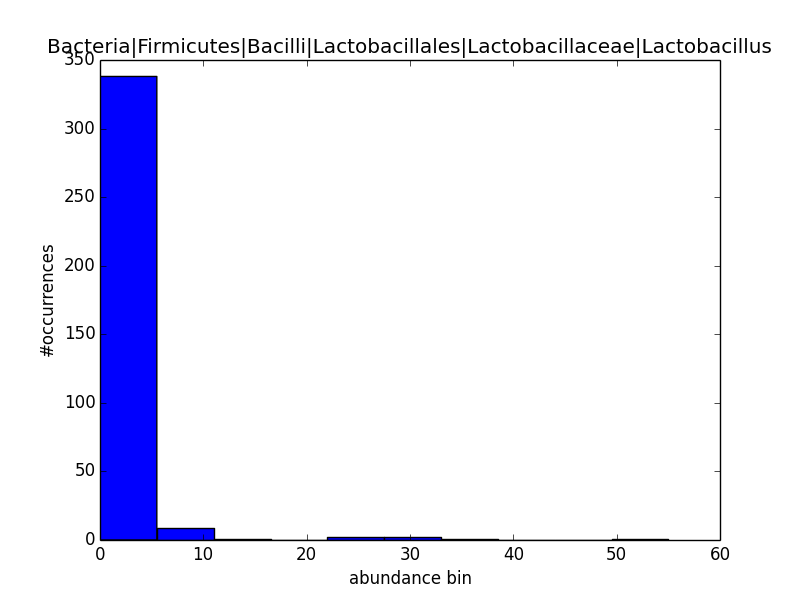 Bacteria|Firmicutes|Bacilli|Lactobacillales|Lactobacillaceae|Lactobacillus
350
300
250
200
150
100
50
0
#occurrences
0 10 20 30 40 50 60
abundance bin